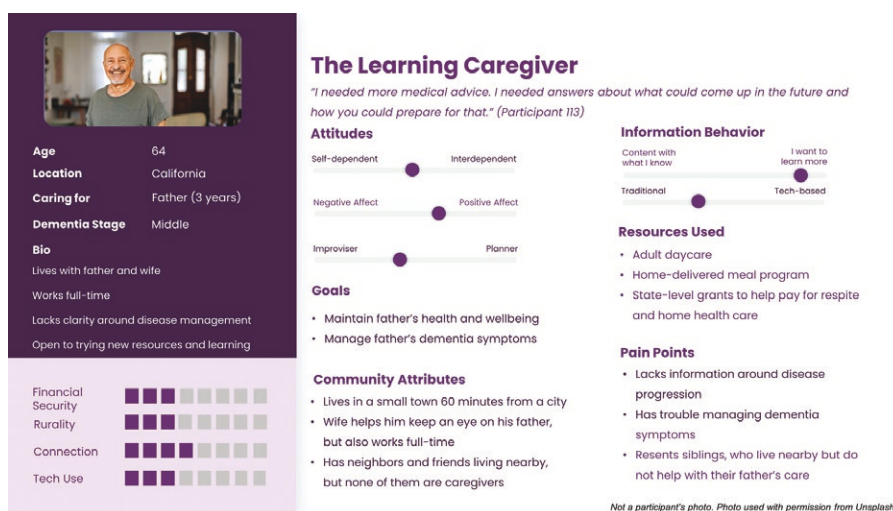 Age 64
Location California
Caring for Father (3 years)
Dementia Stage Middle
Bio
Lives with father and wife
Works full-time
Lacks clarity around disease management
Open to trying new resources and learning
Financial
Security
Rurality
Connection
Tech Use
The Learning Caregiver
"I needed more medical advice. I needed answers about what could come up in the future and
how you could prepare for that." (Participant 113)
Attitudes
Self-dependent Interdependent
Negative Affect Positive Affect
Improviser Planner
Goals
• Maintain father's health and wellbeing
• Manage father's dementia symptoms
Community Attributes
• Lives in a small town 60 minutes from a city
• Wife helps him keep an eye on his father,
but also works full-time
• Has neighbors and friends living nearby,
but none of them are caregivers
Information Behavior
Content with
what I know
I want to
learn more
Traditional Tech-based
Resources Used
• Adult daycare
• Home-delivered meal program
• State-level grants to help pay for respite
and home health care
Pain Points
• Lacks information around disease
progression
• Has trouble managing dementia
symptoms
• Resents siblings, who live nearby but do
not help with their father's care
Not a participant's photo. Photo used with permission from Unsplash